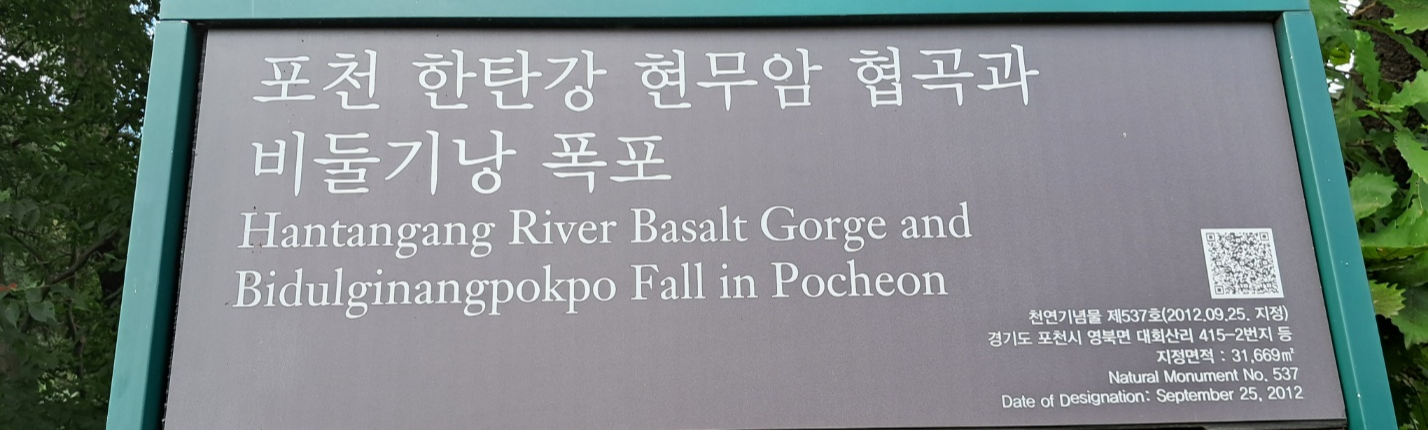 포천 한탄강 현무암 협곡과
비둘기낭 폭포
Hantangang River Basalt Gorge and
Bidulginangpokpo Fall in Pocheon
천연기념물 제537호(2012.09.25. 지정)
경기도 포천시 영북면 대회산리 415-2번지 등
지정면적 : 31,669㎡
Natural Monument No. 537
Date of Designation: September 25, 2012